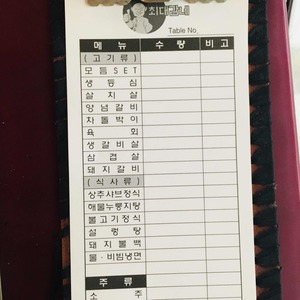 최대감네
Table No.
메뉴 수량 비고
(고기류)
모듬SET
생등심
살치살
양념갈비
차돌박이
육회
생갈비살
삼겹살
돼지갈비
(식사류)
상추샤브정식
해물누룽지탕
불고기정식
설렁탕
돼지불백
물·비빔냉면
주류
소주